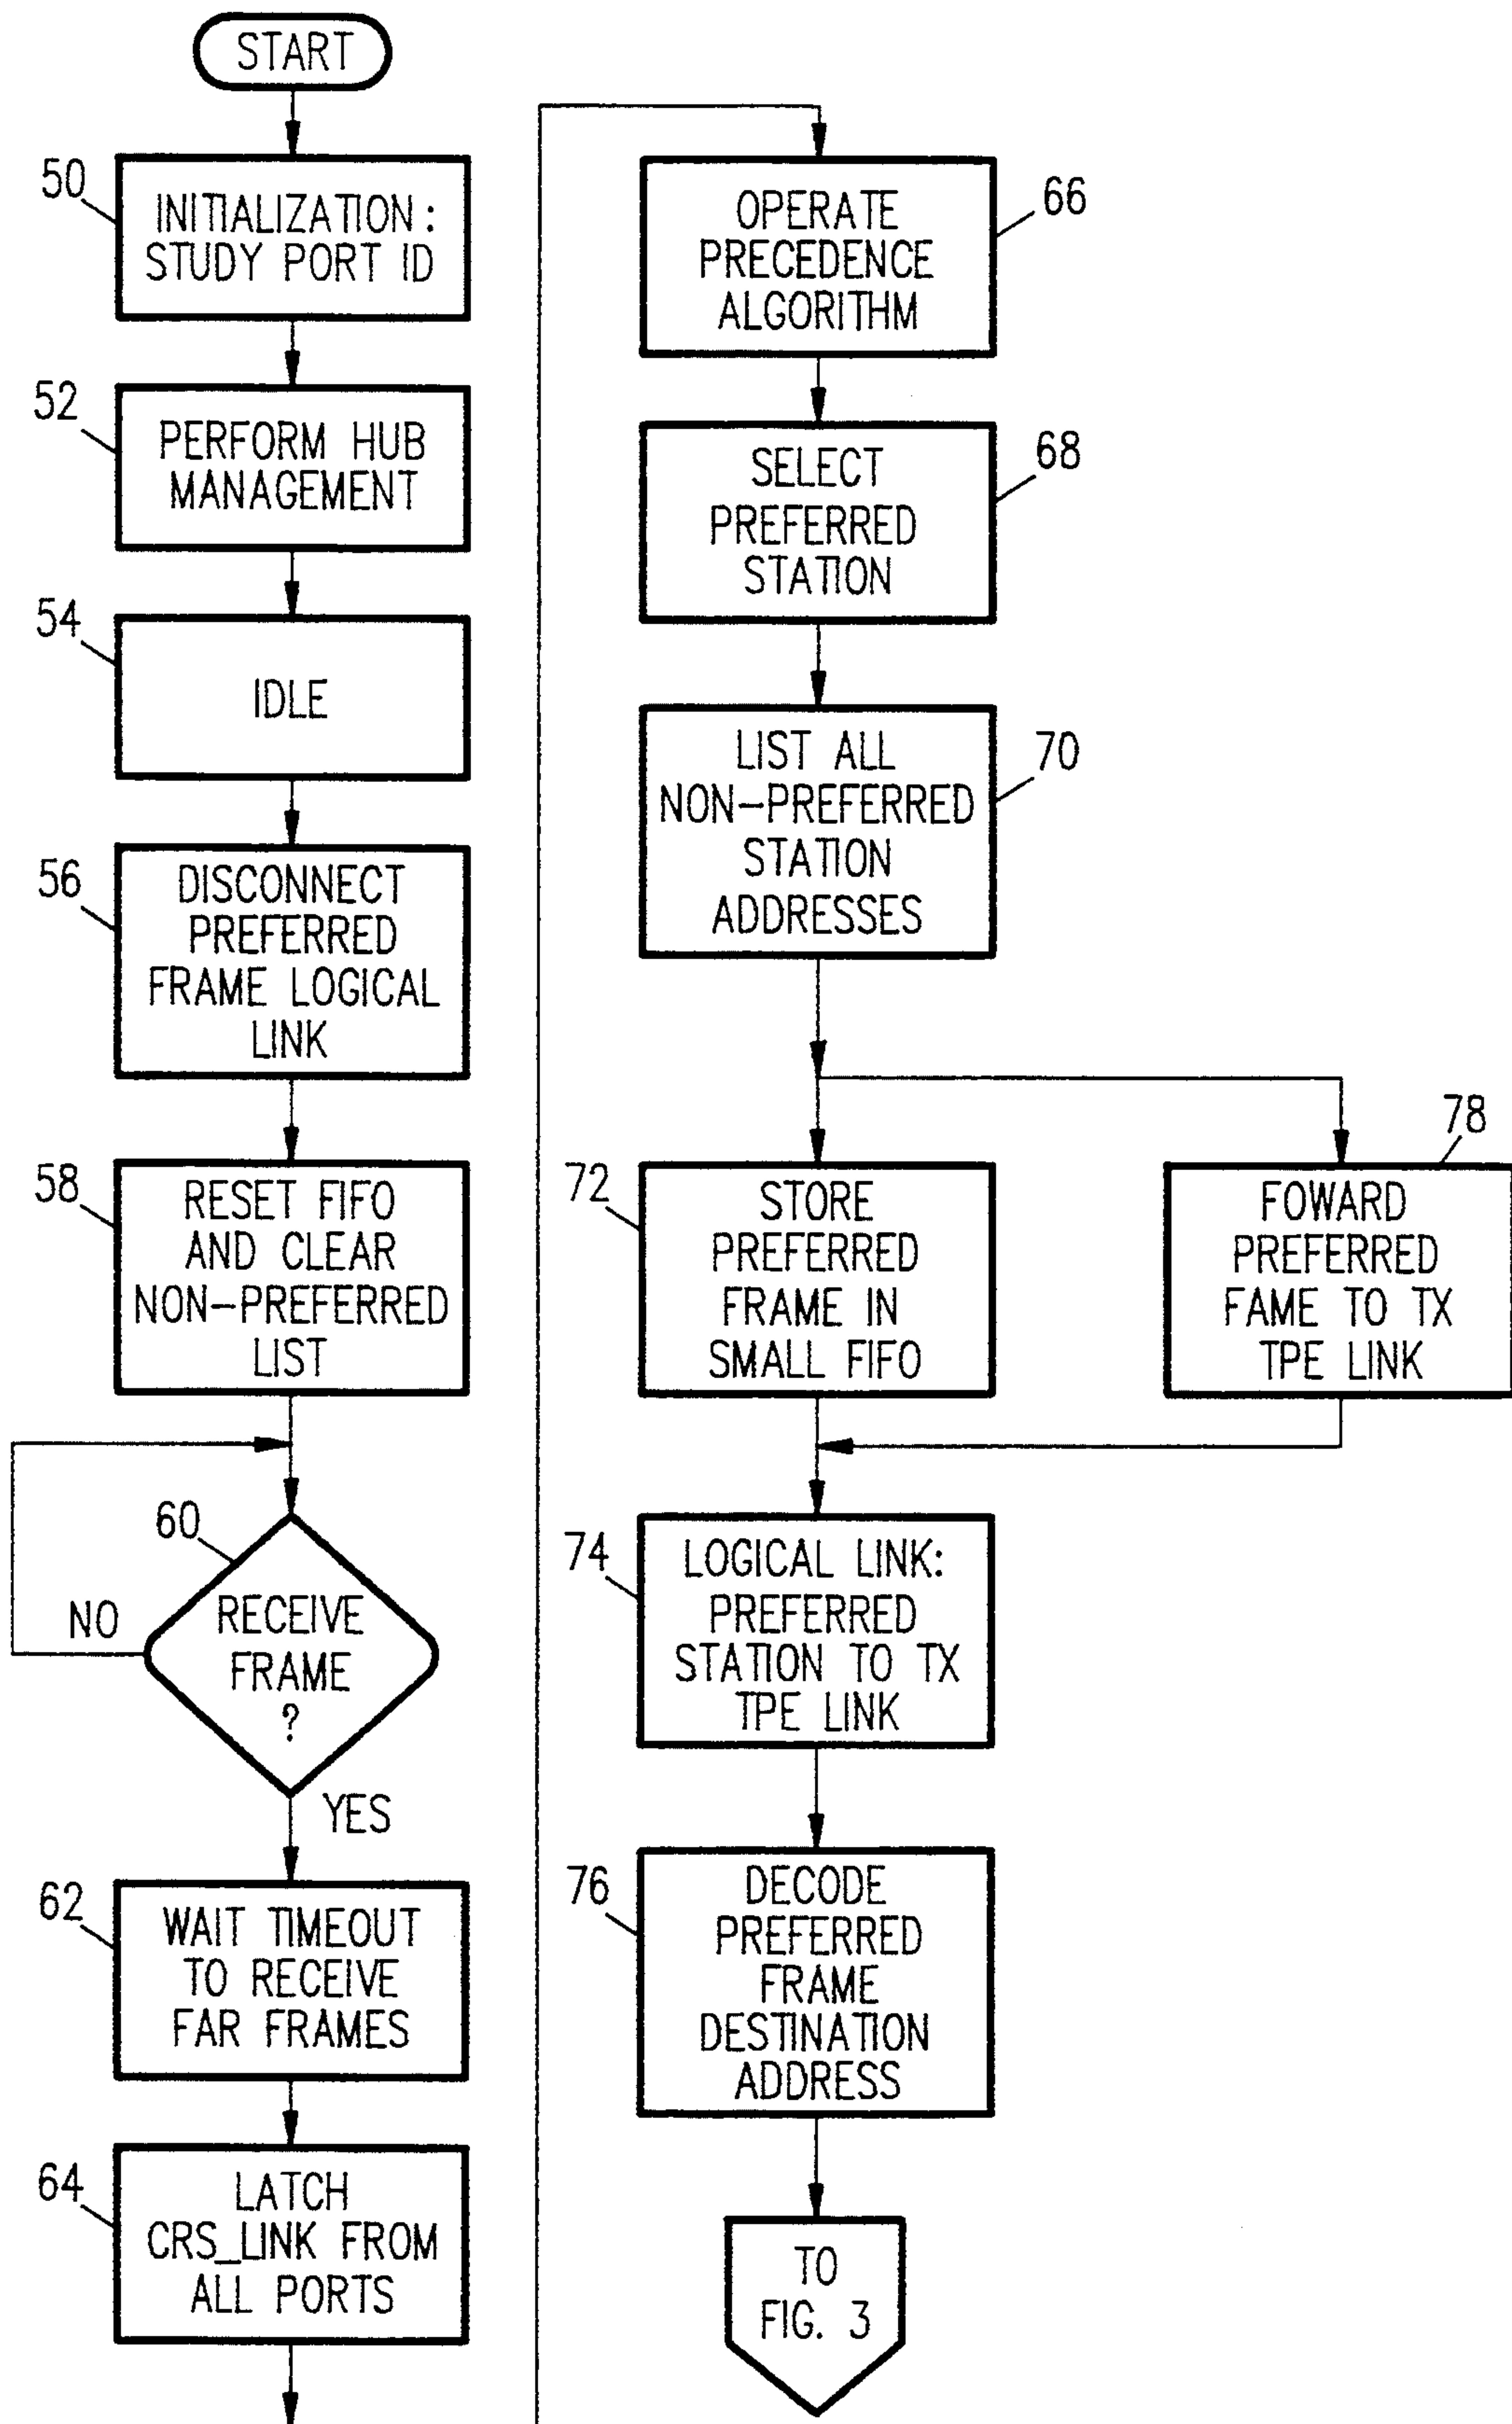 START
50
INITIALIZATION:
STUDY PORT ID
52
PERFORM HUB
MANAGEMENT
54
IDLE
56
DISCONNECT
PREFERRED
FRAME LOGICAL
LINK
58
RESET FIFO
AND CLEAR
NON-PREFERRED
LIST
60
RECEIVE
FRAME
?
NO
YES
62
WAIT TIMEOUT
TO RECEIVE
FAR FRAMES
64
LATCH
CRS_LINK FROM
ALL PORTS
66
OPERATE
PRECEDENCE
ALGORITHM
68
SELECT
PREFERRED
STATION
70
LIST ALL
NON-PREFERRED
STATION
ADDRESSES
72
STORE
PREFERRED
FRAME IN
SMALL FIFO
78
FOWARD
PREFERRED
FAME TO TX
TPE LINK
74
LOGICAL LINK:
PREFERRED
STATION TO TX
TPE LINK
76
DECODE
PREFERRED
FRAME
DESTINATION
ADDRESS
TO
FIG. 3